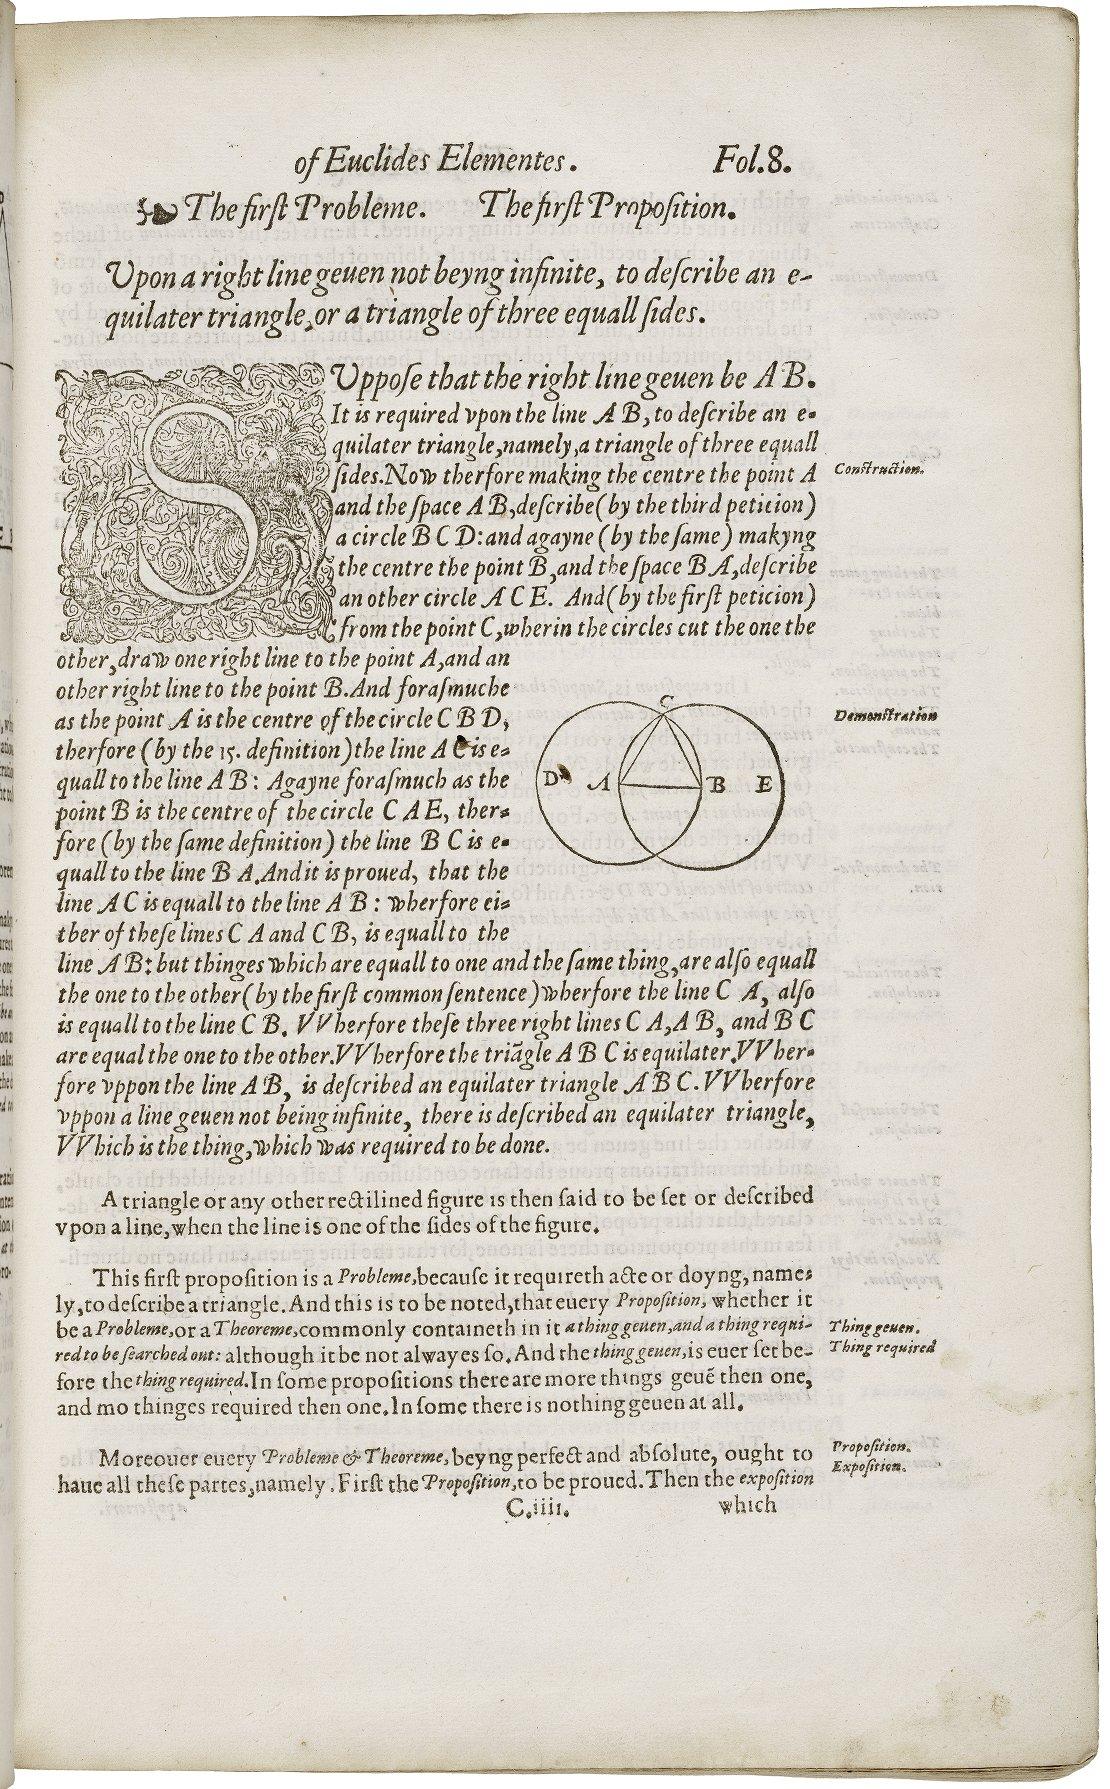 of Euclides Elementes. Fol.8.
The first Probleme. The first Proposition.
Vpon a right line geuen not beyng infinite, to describe an e-
quilater triangle, or a triangle of three equall sides.
SVppose that the right line geuen be A B.
It is required vpon the line A B, to describe an e-
quilater triangle, namely, a triangle of three equall
sides. Now therfore making the centre the point A
Construction.
and the space A B, describe (by the third peticion)
a circle B C D: and agayne (by the same) makyng
the centre the point B, and the space B A, describe
an other circle A C E. And (by the first peticion)
from the point C, wherin the circles cut the one the
other, draw one right line to the point A, and an
other right line to the point B. And forasmuche
as the point A is the centre of the circle C B D,
Demonstration
therfore (by the 15. definition) the line A C is e-
quall to the line A B: Agayne forasmuch as the
point B is the centre of the circle C A E, ther-
fore (by the same definition) the line B C is e-
quall to the line B A. And it is proued, that the
line A C is equall to the line A B: wherfore ei-
ther of these lines C A and C B, is equall to the
C
D A B E
line A B: but thinges which are equall to one and the same thing, are also equall
the one to the other (by the first common sentence) wherfore the line C A, also
is equall to the line C B. VVherfore these three right lines C A, A B, and B C
are equal the one to the other. VVherfore the triãgle A B C is equilater. VVher-
fore vppon the line A B, is described an equilater triangle A B C. VVherfore
vppon a line geuen not being infinite, there is described an equilater triangle,
VVhich is the thing, which was required to be done.
A triangle or any other rectilined figure is then said to be set or described
vpon a line, when the line is one of the sides of the figure.
This first proposition is a Probleme, because it requireth acte or doyng, name-
ly, to describe a triangle. And this is to be noted, that euery Proposition, whether it
be a Probleme, or a Theoreme, commonly containeth in it a thing geuen, and a thing requi-
Thing geuen.
red to be searched out: although it be not alwayes so. And the thing geuen, is euer set be-
Thing required
fore the thing required. In some propositions there are more things geuẽ then one,
and mo thinges required then one. In some there is nothing geuen at all.
Moreouer euery Probleme & Theoreme, beyng perfect and absolute, ought to
Proposition.
haue all these partes, namely. First the Proposition, to be proued. Then the exposition
Exposition.
C.iiii. which